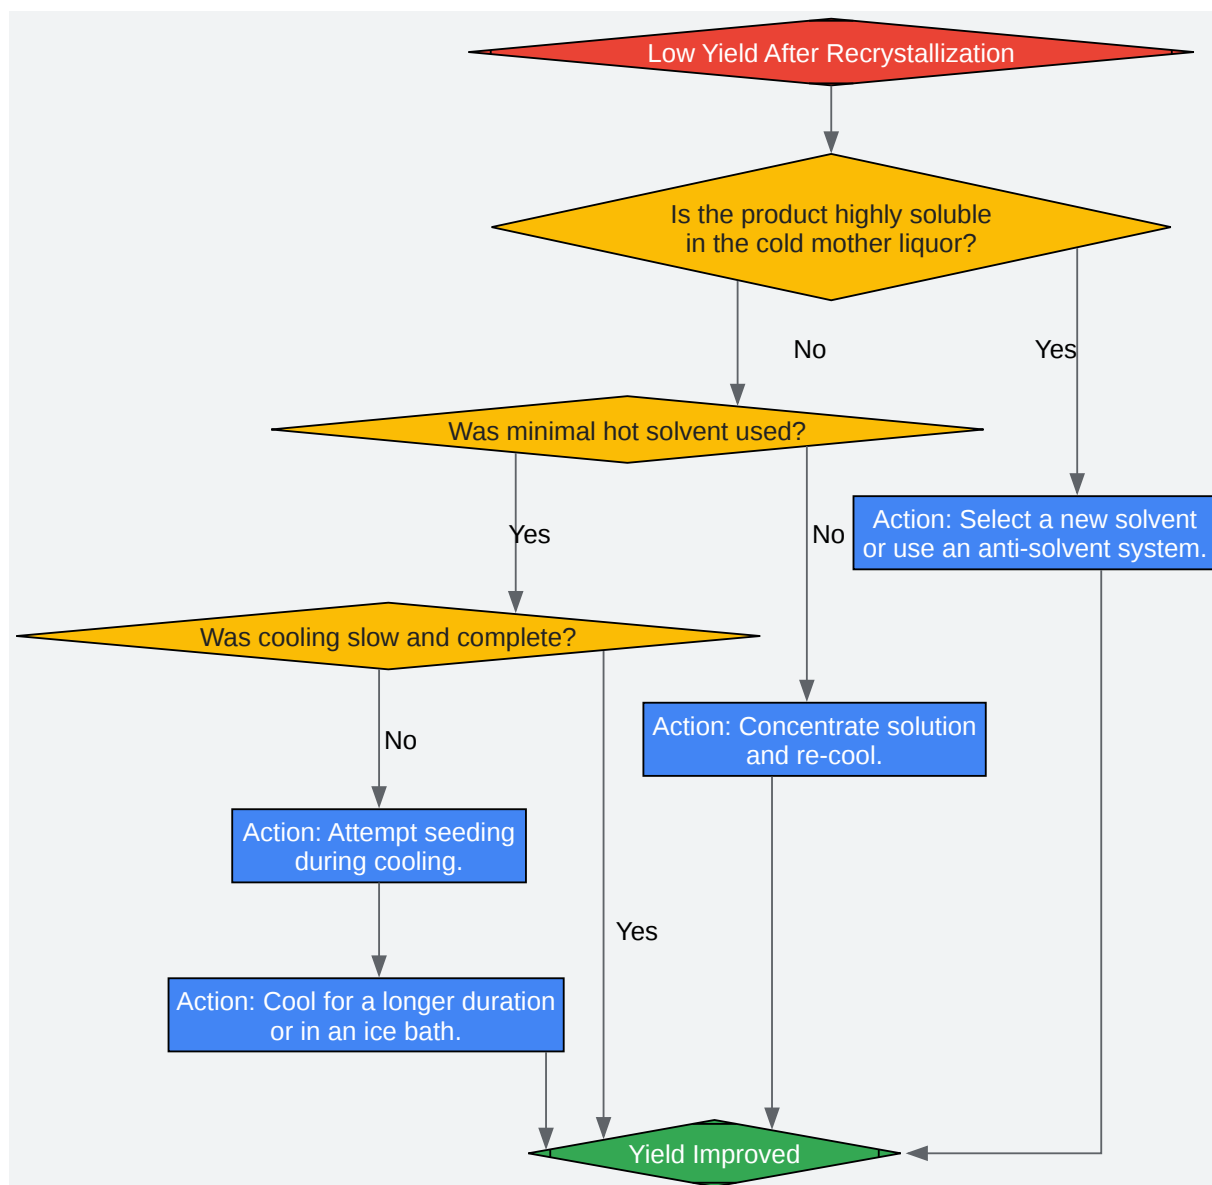 Low Yield After Recrystallization
Is the product highly soluble
in the cold mother liquor?
No
Yes
Was minimal hot solvent used?
Yes
No
Action: Select a new solvent
or use an anti-solvent system.
Was cooling slow and complete?
No
Action: Concentrate solution
and re-cool.
Action: Attempt seeding
during cooling.
Yes
Action: Cool for a longer duration
or in an ice bath.
Yield Improved